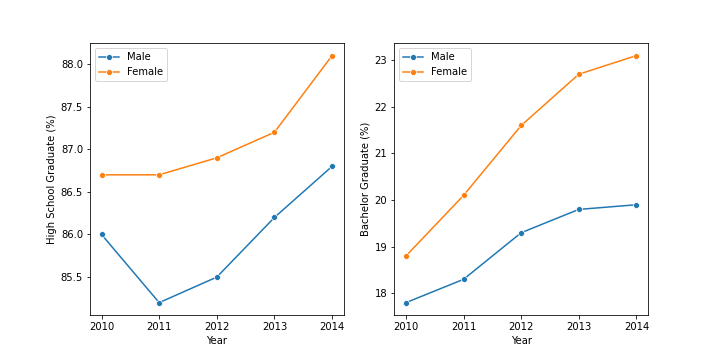 Male
Female
High School Graduate (%)
88.0
87.5
87.0
86.5
86.0
85.5
2010 2011 2012 2013 2014
Year
Male
Female
Bachelor Graduate (%)
23
22
21
20
19
18
2010 2011 2012 2013 2014
Year